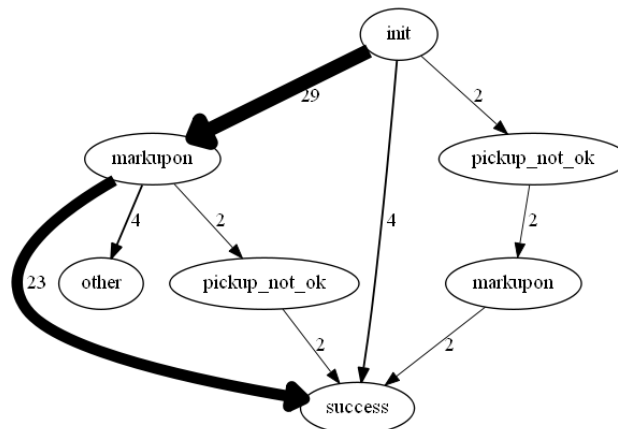 init
29
2
markupon
pickup_not_ok
4
2
4
2
23
other
pickup_not_ok
markupon
2
2
success